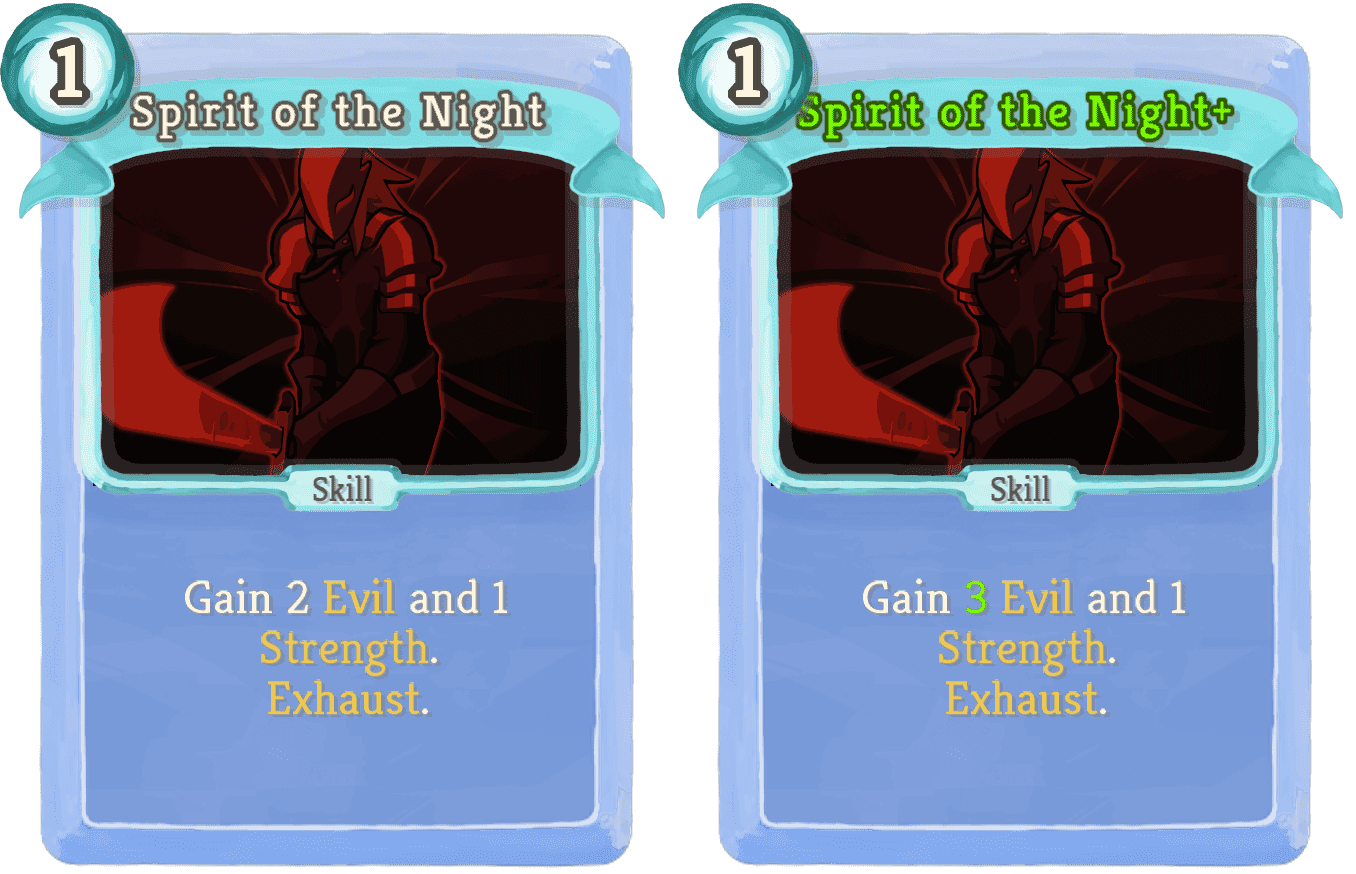 1
Spirit of the Night
Skill
Gain 2 Evil and 1
Strength.
Exhaust.
1
Spirit of the Night+
Skill
Gain 3 Evil and 1
Strength.
Exhaust.